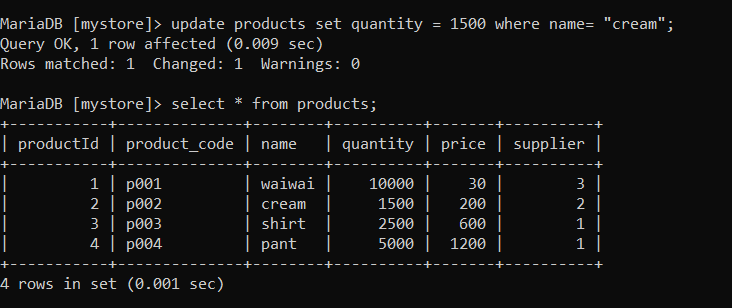 MariaDB [mystore]> update products set quantity = 1500 where name= "cream";
Query OK, 1 row affected (0.009 sec)
Rows matched: 1  Changed: 1  Warnings: 0

MariaDB [mystore]> select * from products;
+-----------+--------------+--------+----------+-------+----------+
| productId | product_code | name   | quantity | price | supplier |
+-----------+--------------+--------+----------+-------+----------+
|         1 | p001         | waiwai |    10000 |    30 |        3 |
|         2 | p002         | cream  |     1500 |   200 |        2 |
|         3 | p003         | shirt  |     2500 |   600 |        1 |
|         4 | p004         | pant   |     5000 |  1200 |        1 |
+-----------+--------------+--------+----------+-------+----------+
4 rows in set (0.001 sec)